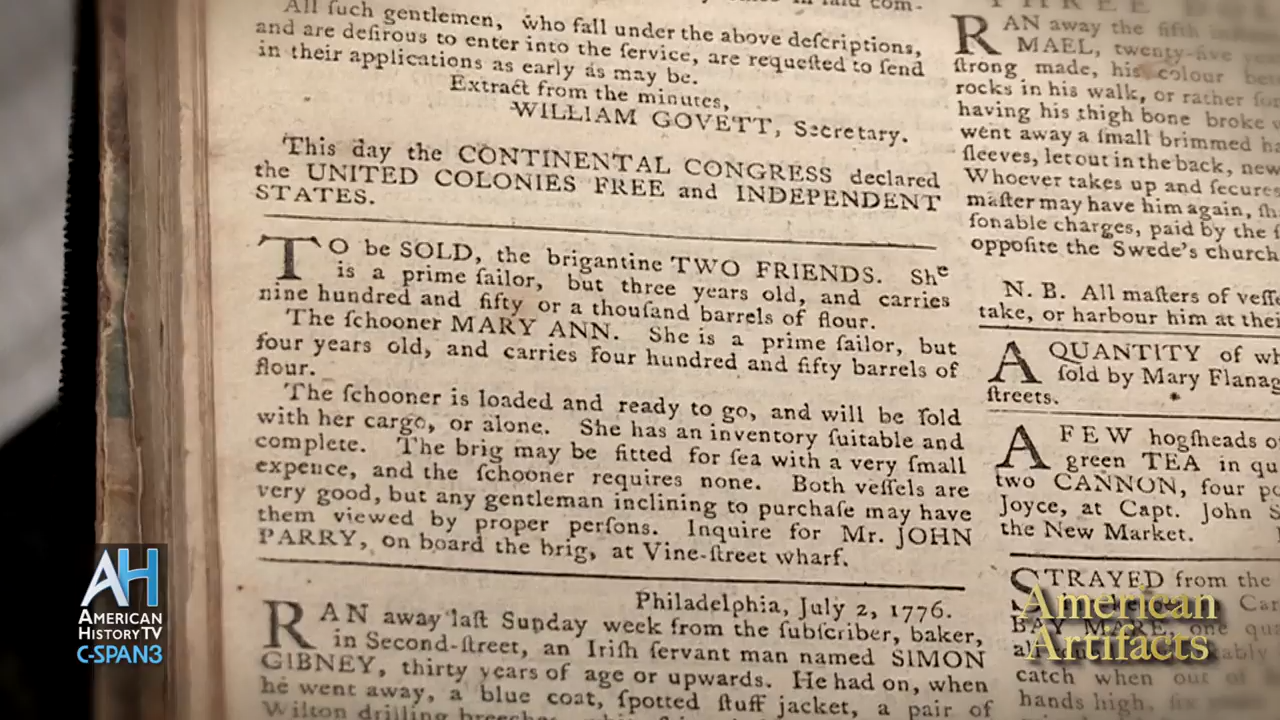 All ſuch gentlemen, who fall under the above deſcriptions,
and are deſirous to enter into the ſervice, are requeſted to ſend
in their applications as early as may be.
Extract from the minutes,
WILLIAM GOVETT, Secretary.
This day the CONTINENTAL CONGRESS declared
the UNITED COLONIES FREE and INDEPENDENT
STATES.
TO be SOLD, the brigantine TWO FRIENDS. She
is a prime ſailor, but three years old, and carries
nine hundred and fifty or a thouſand barrels of flour.
The ſchooner MARY ANN. She is a prime ſailor, but
four years old, and carries four hundred and fifty barrels of
flour.
The ſchooner is loaded and ready to go, and will be ſold
with her cargo, or alone. She has an inventory ſuitable and
complete. The brig may be fitted for ſea with a very ſmall
expence, and the ſchooner requires none. Both veſſels are
very good, but any gentleman inclining to purchaſe may have
them viewed by proper perſons. Inquire for Mr. JOHN
PARRY, on board the brig, at Vine-ſtreet wharf.
Philadelphia, July 2, 1776.
RAN away laſt Sunday week from the ſubſcriber, baker,
in Second-ſtreet, an Iriſh ſervant man named SIMON
GIBNEY, thirty years of age or upwards. He had on, when
he went away, a blue coat, ſpotted ſtuff jacket, a pair of
Wilton drilling
RAN away the fifth
MAEL, twenty-five
ſtrong made, his colour
rocks in his walk, or rather
having his thigh bone broke
went away a ſmall brimmed
ſleeves, let out in the back, new
Whoever takes up and ſecures
maſter may have him again,
ſonable charges, paid by the
oppoſite the Swede's church
N. B. All maſters of
take, or harbour him at
A QUANTITY of
ſold by Mary
ſtreets.
A FEW hogſheads
green TEA in
two CANNON, four
Joyce, at Capt. John
the New Market.
STRAYED from the
BAY MARE, one
catch when out of
hands high, ſix
AH
AMERICAN
HISTORY TV
C-SPAN3
American
Artifacts